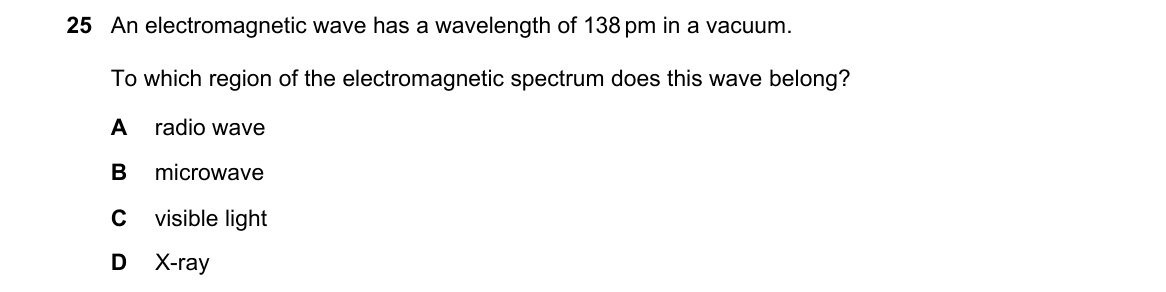 25 An electromagnetic wave has a wavelength of 138 pm in a vacuum.
To which region of the electromagnetic spectrum does this wave belong?
A radio wave
B microwave
C visible light
D X-ray